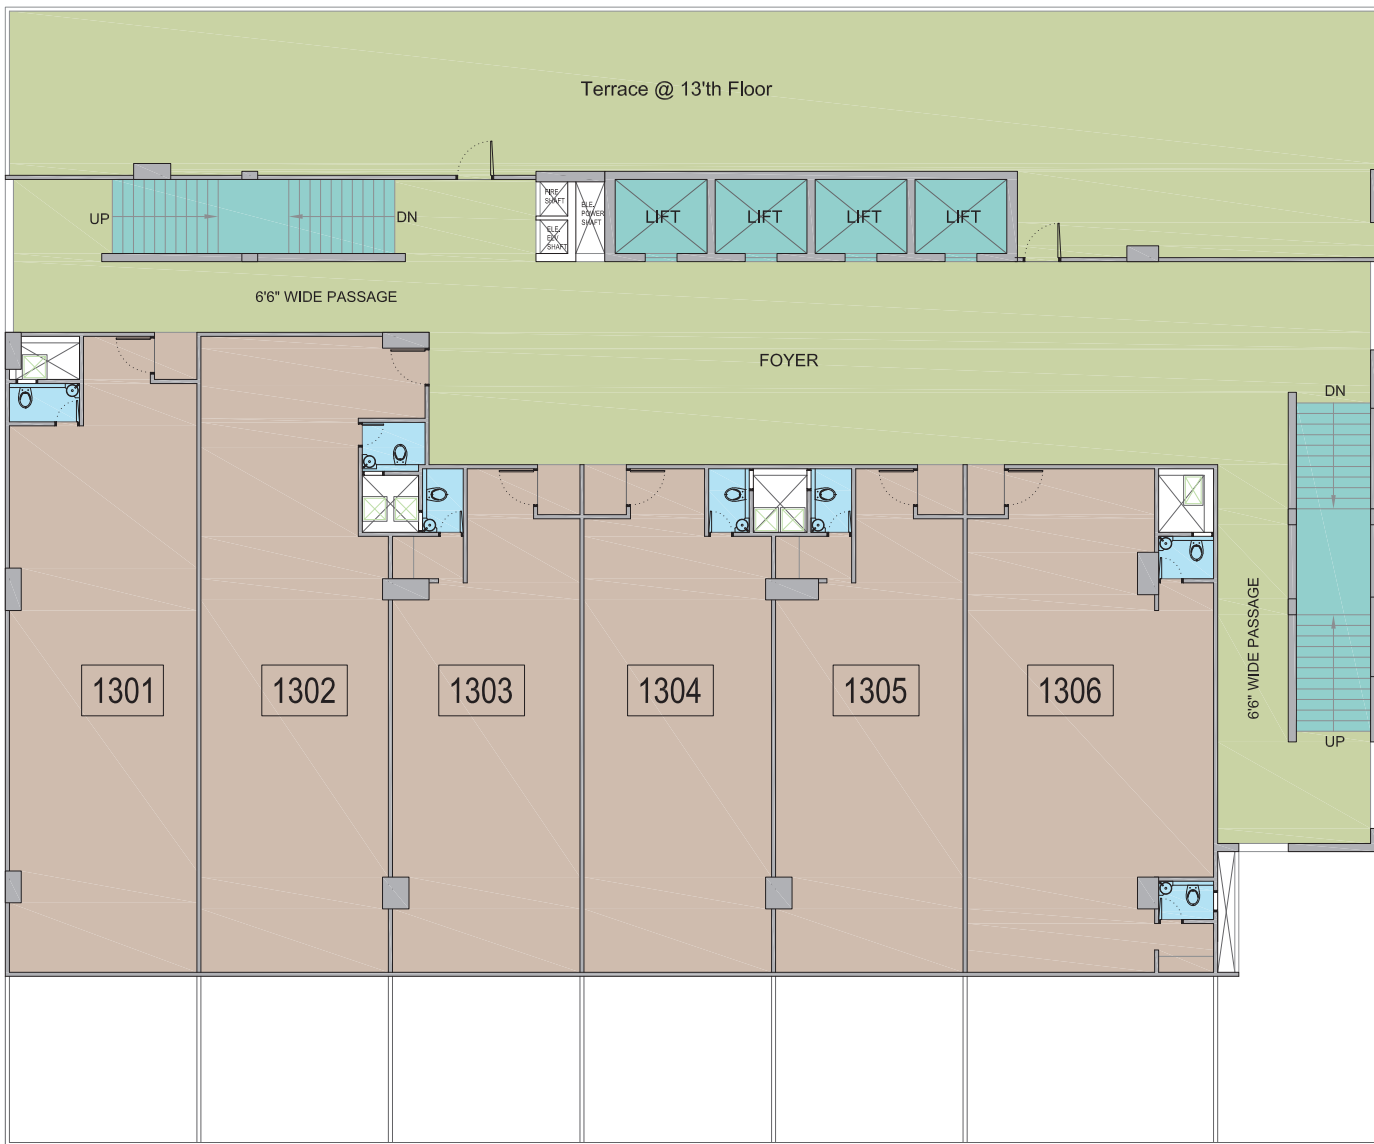 Terrace @ 13'th Floor
UP
DN
FIRE
SHAFT
ELE.
ELV
SHAFT
ELE.
POWER
SHAFT
LIFT
LIFT
LIFT
LIFT
6'6" WIDE PASSAGE
FOYER
DN
6'6" WIDE PASSAGE
UP
1301
1302
1303
1304
1305
1306